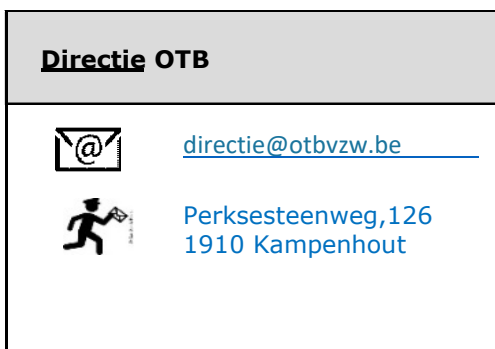 Directie OTB
@
directie@otbvzw.be
Perksesteenweg,126
1910 Kampenhout